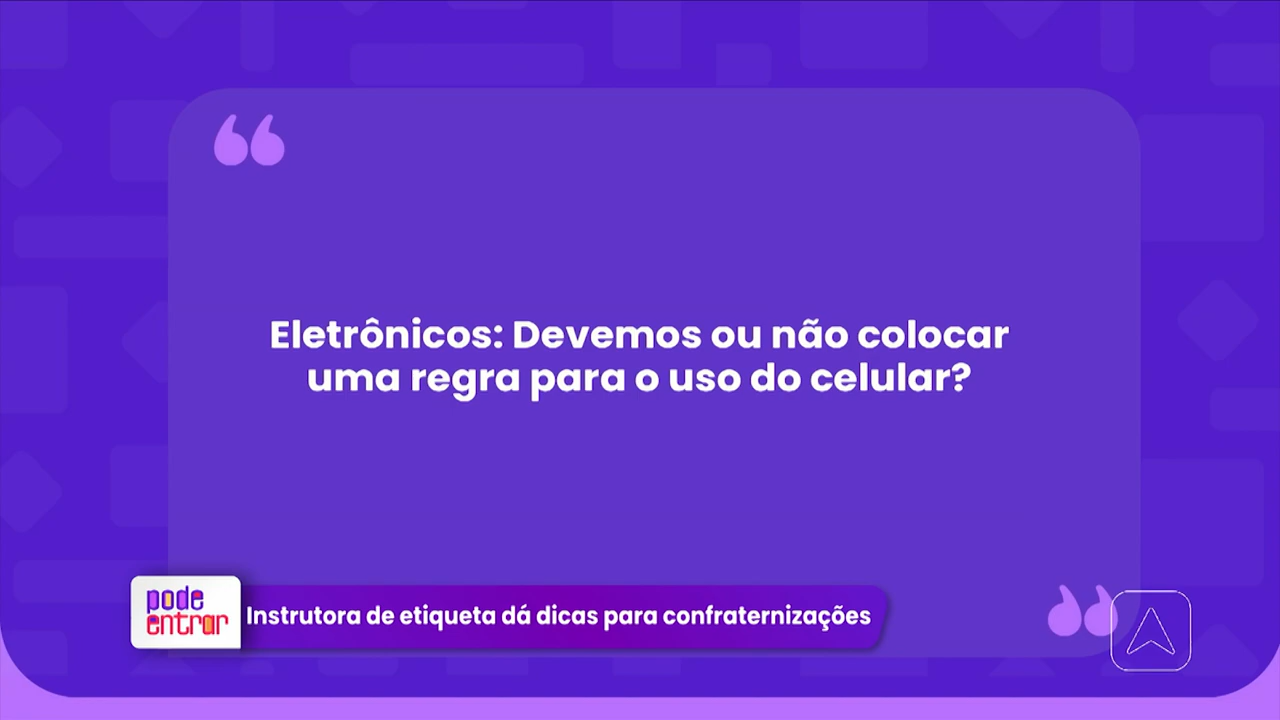 Eletrônicos: Devemos ou não colocar
uma regra para o uso do celular?
pode
entrar
Instrutora de etiqueta dá dicas para confraternizações